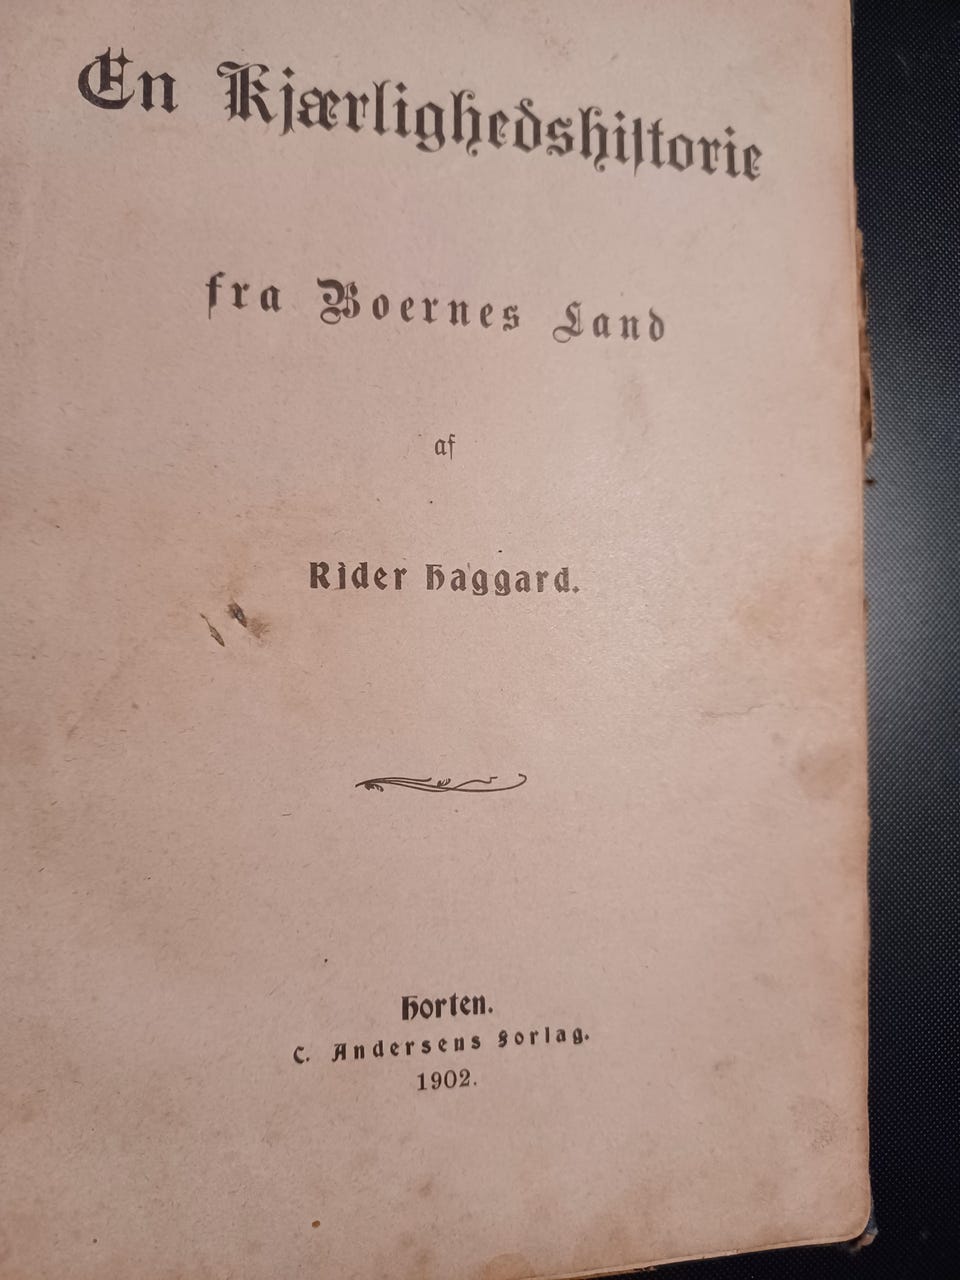 En Kjærlighedshistorie
fra Boernes Land
af
Rider Haggard.
Horten.
C. Andersens Forlag.
1902.